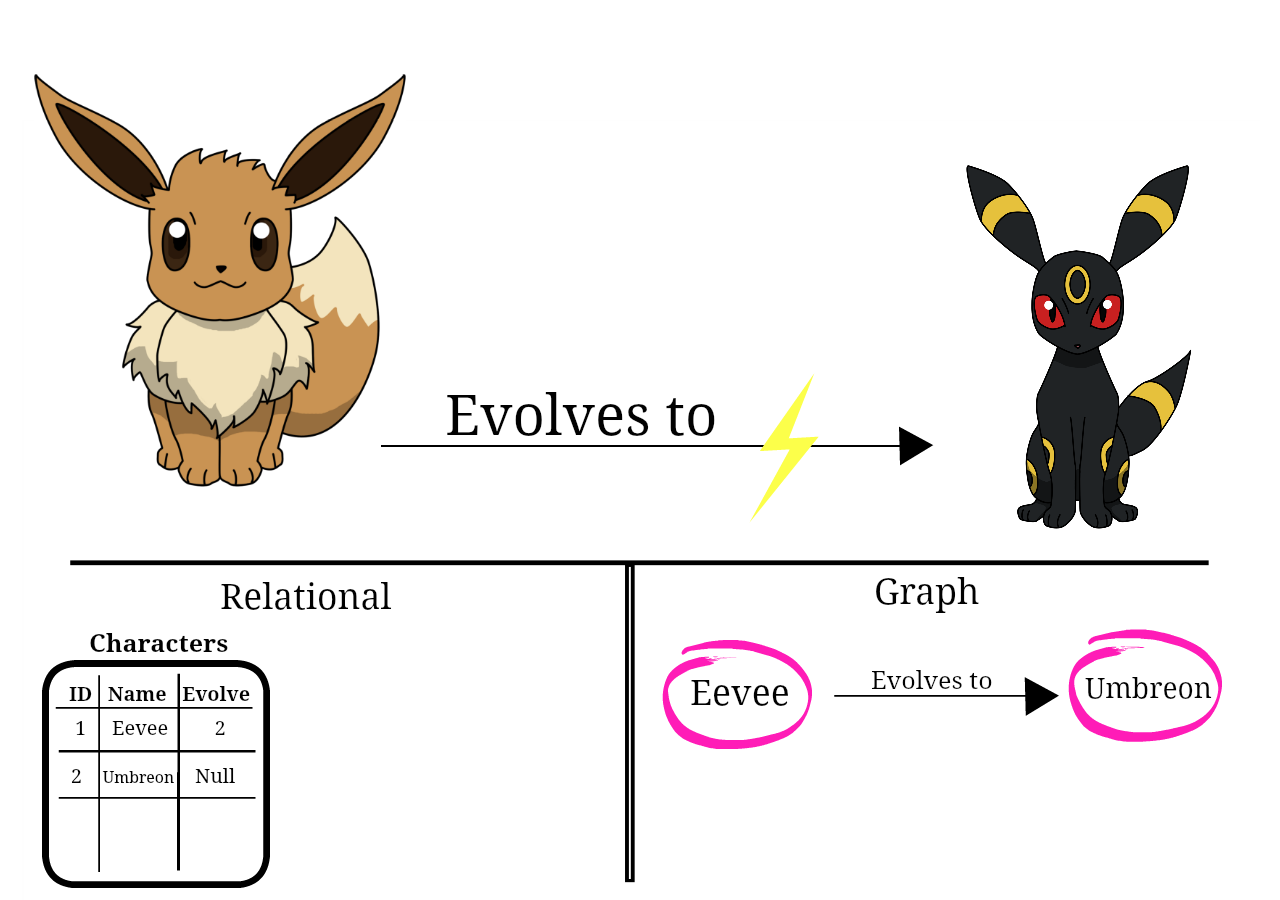 Evolves to
Relational
Graph
Characters
ID Name Evolve
1 Eevee 2
2 Umbreon Null
Eevee
Evolves to
Umbreon